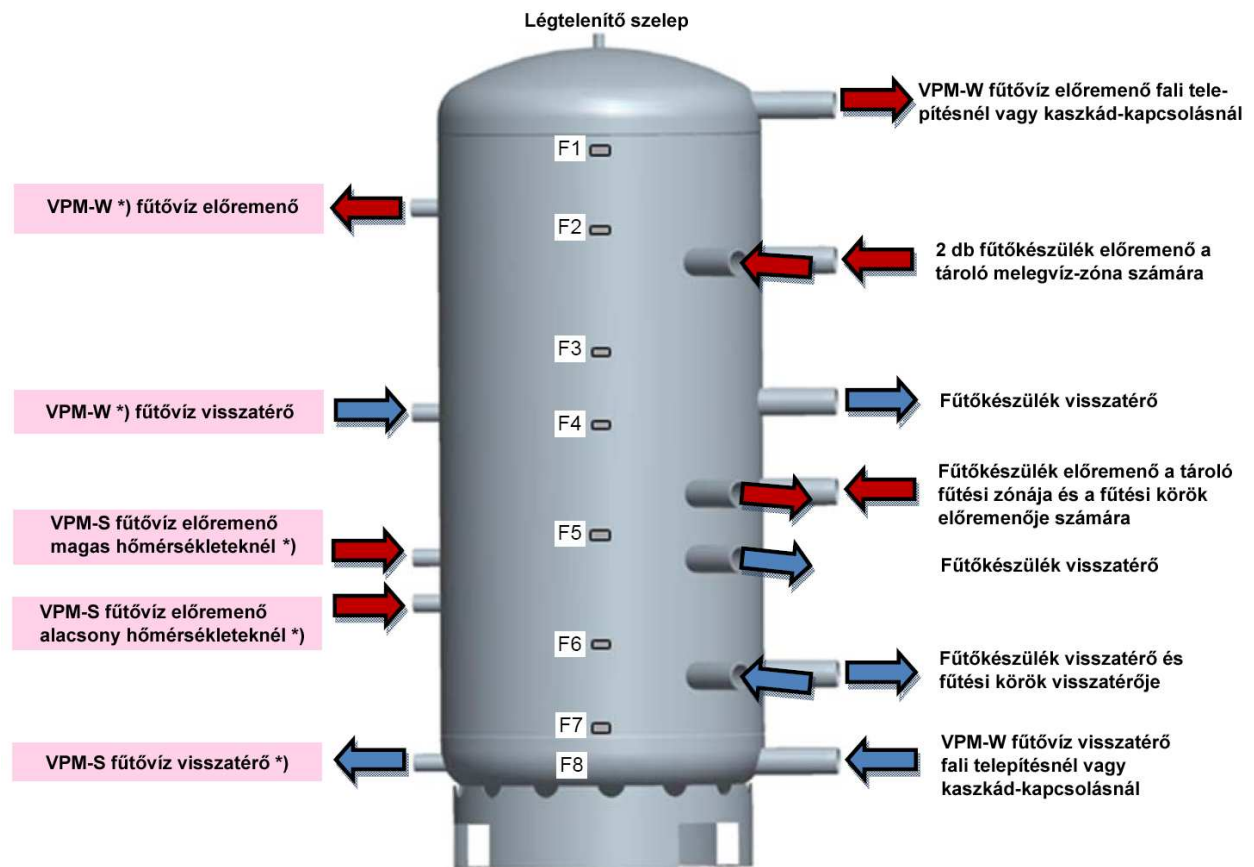 Légtelenítő szelep
VPM-W fűtővíz előremenő fali tele-
pítésnél vagy kaszkád-kapcsolásnál
F1
VPM-W *) fűtővíz előremenő
F2
2 db fűtőkészülék előremenő a
tároló melegvíz-zóna számára
F3
VPM-W *) fűtővíz visszatérő
Fűtőkészülék visszatérő
F4
Fűtőkészülék előremenő a tároló
fűtési zónája és a fűtési körök
előremenője számára
VPM-S fűtővíz előremenő
magas hőmérsékleteknél *)
F5
Fűtőkészülék visszatérő
VPM-S fűtővíz előremenő
alacsony hőmérsékleteknél *)
F6
Fűtőkészülék visszatérő és
fűtési körök visszatérője
F7
VPM-S fűtővíz visszatérő *)
F8
VPM-W fűtővíz visszatérő
fali telepítésnél vagy
kaszkád-kapcsolásnál